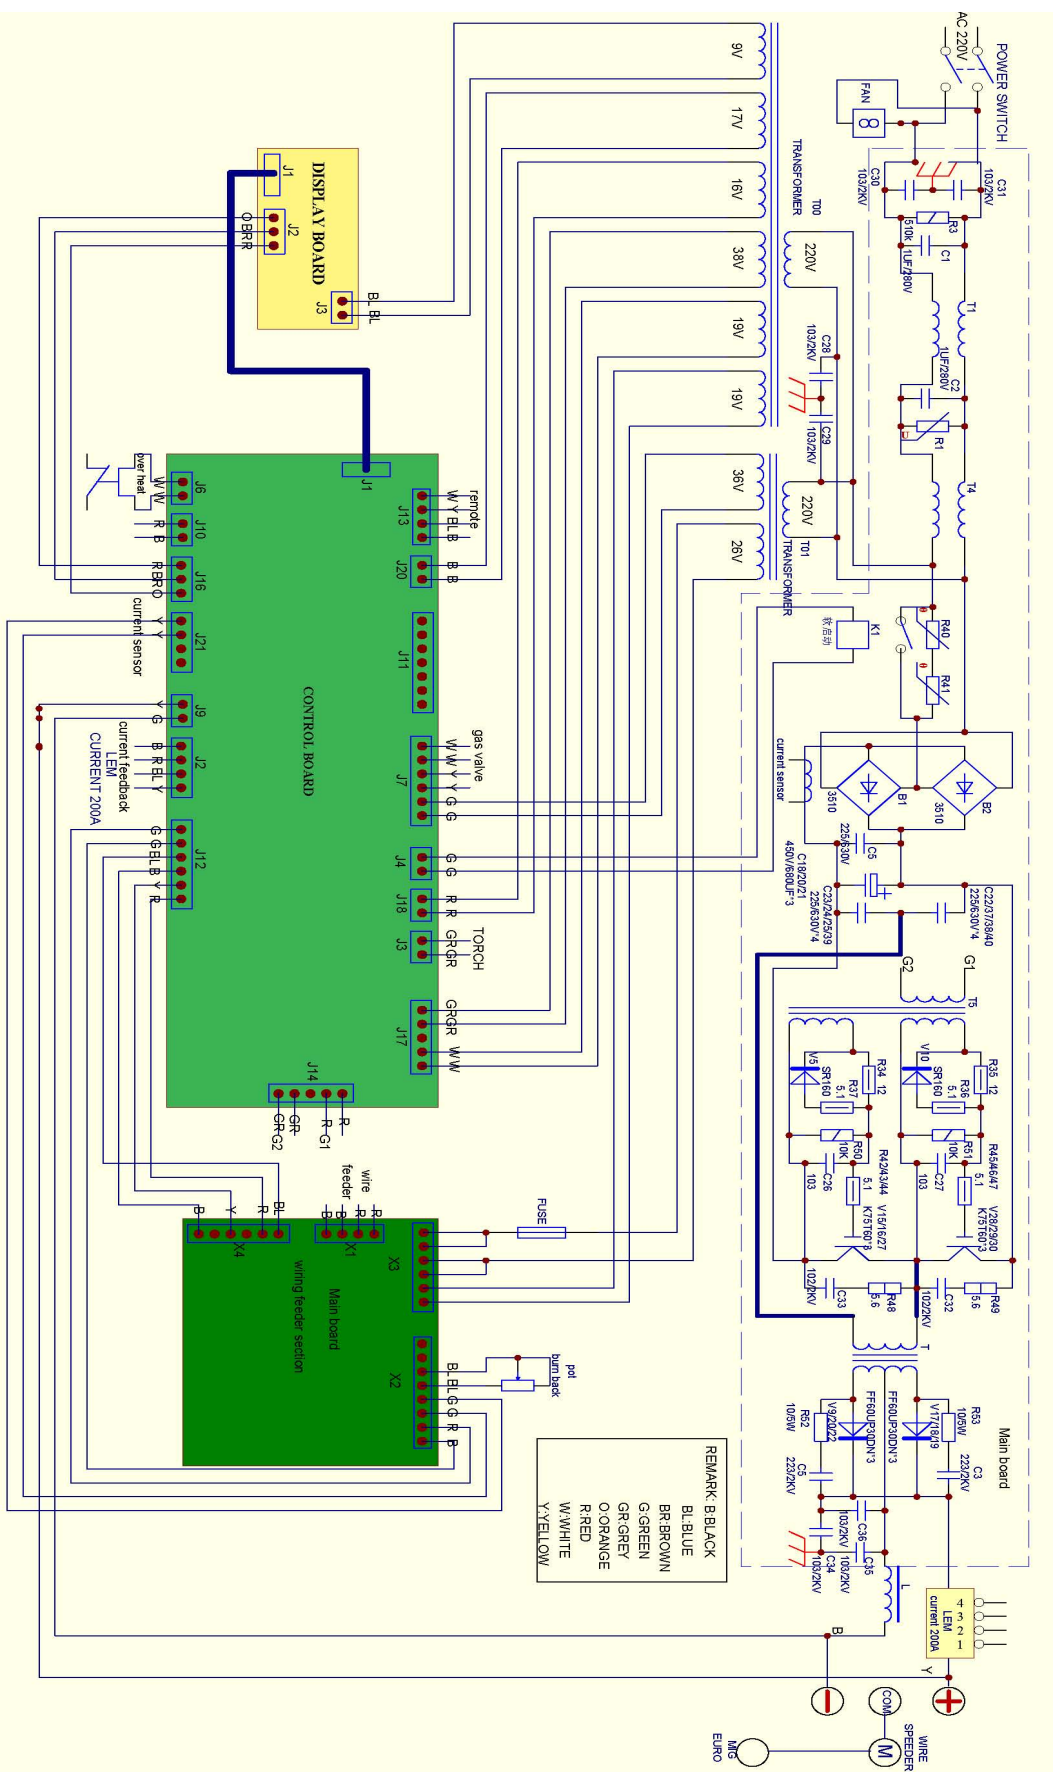 AC 220V
POWER SWITCH
FAN
8
C30
103/2KV
C31
103/2KV
R3
510k
C1
1UF/280V
T1
1UF/280V
C2
R1
T4
R40
θ
R41
θ
K1
软启动
current sensor
B1
3510
B2
3510
C5
225/630V
C18/20/21
450V/680UF*3
+
C23/24/25/39
225/630V*4
C22/37/38/40
225/630V*4
G2
G1
T5
V5
SR160
R34
12
R37
5.1
V10
SR160
R35
12
R36
5.1
R50
10K
R51
10K
C26
103
C27
103
R42/43/44
5.1
R45/46/47
5.1
V15/16/27
K75T60*3
V28/29/30
K75T60*3
C33
102/2KV
R48
5.6
C32
102/2KV
R49
5.6
T
R52
10/5W
V9/20/22
FF60UP30DN*3
FF60UP30DN*3
V17/18/19
R53
10/5W
C5
223/2KV
C3
223/2KV
Main board
C36
103/2KV
C34
103/2KV
C35
103/2KV
L
4 3 2 1
LEM
current 200A
B
Y
COM
M
WIRE
SPEEDER
MIG
EURO
TRANSFORMER
T00
220V
9V
17V
16V
38V
19V
19V
C28
103/2KV
C29
103/2KV
TRANSFORMER
T01
220V
36V
26V
DISPLAY BOARD
J1
J2
O BR R
J3
BL BL
CONTROL BOARD
J1
J6
W W
over heat
J10
R B
J16
R BR O
J21
Y Y
current sensor
J9
Y G
J2
B R BL Y
current feedback
LEM
CURRENT 200A
J12
G G BL B Y R
J13
W Y BL B
remote
J20
B B
J11
J7
W W Y Y G G
gas valve
J4
G G
J18
R R
J3
GR GR
TORCH
J17
GR GR W W
J14
GR GR R R
G2 G1
FUSE
X3
X1
B B R R
wire
feeder
X4
B Y R BL
Main board
wiring feeder section
X2
BL BL G G R B
pot
burn back
REMARK: B:BLACK
BL:BLUE
BR:BROWN
G:GREEN
GR:GREY
O:ORANGE
R:RED
W:WHITE
Y:YELLOW